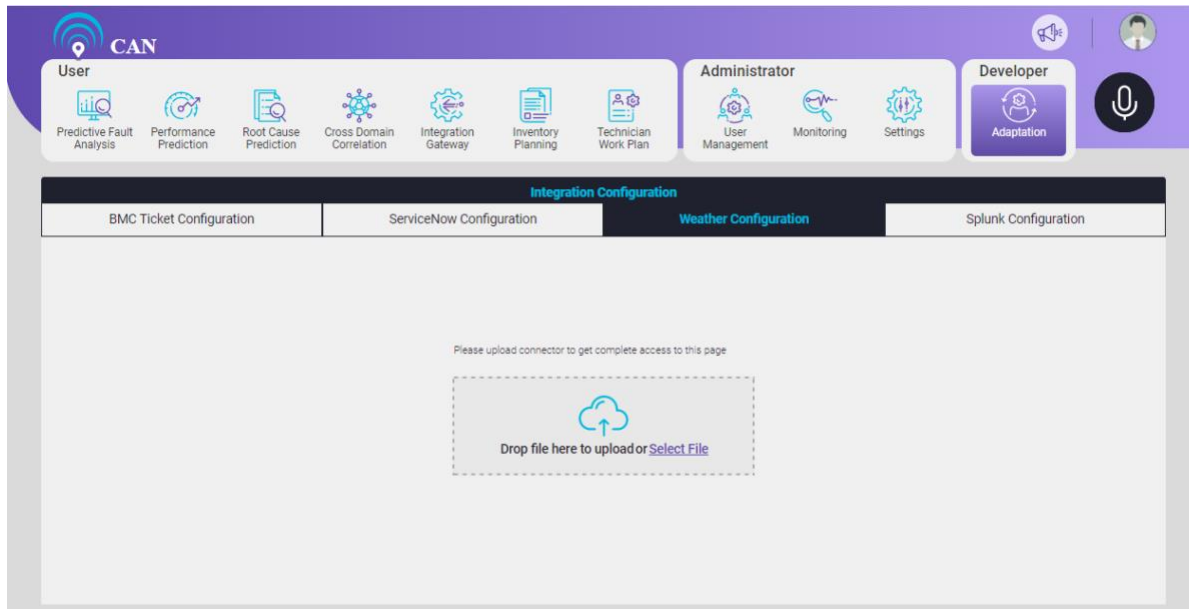 CAN
User
Administrator
Developer
Predictive Fault
Analysis
Performance
Prediction
Root Cause
Prediction
Cross Domain
Correlation
Integration
Gateway
Inventory
Planning
Technician
Work Plan
User
Management
Monitoring
Settings
Adaptation
Integration Configuration
BMC Ticket Configuration
ServiceNow Configuration
Weather Configuration
Splunk Configuration
Please upload connector to get complete access to this page
Drop file here to upload or Select File